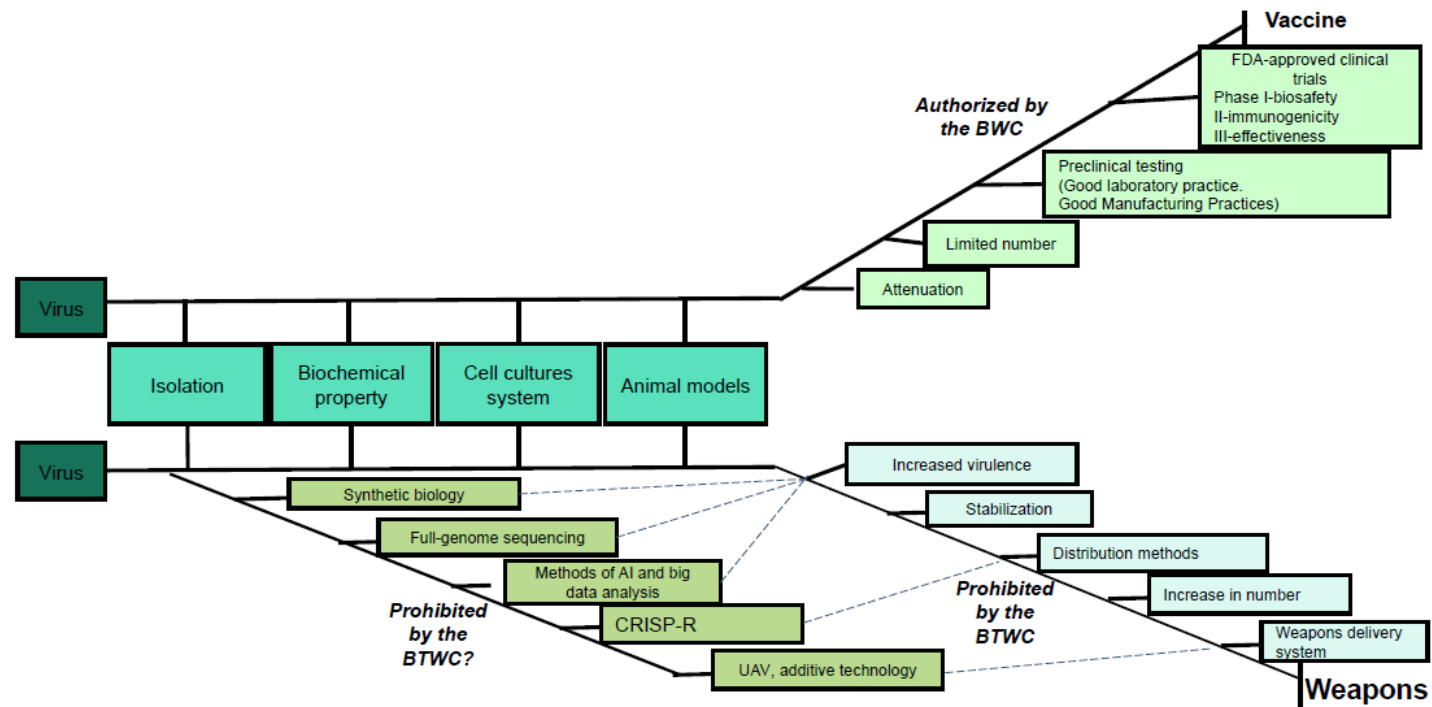 Vaccine
FDA-approved clinical
trials
Phase I-biosafety
II-immunogenicity
III-effectiveness
Authorized by
the BWC
Preclinical testing
(Good laboratory practice.
Good Manufacturing Practices)
Limited number
Attenuation
Virus
Isolation
Biochemical
property
Cell cultures
system
Animal models
Virus
Increased virulence
Synthetic biology
Stabilization
Full-genome sequencing
Distribution methods
Methods of AI and big
data analysis
Prohibited
by the
BTWC?
Prohibited
by the
BTWC
Increase in number
CRISP-R
Weapons delivery
system
UAV, additive technology
Weapons